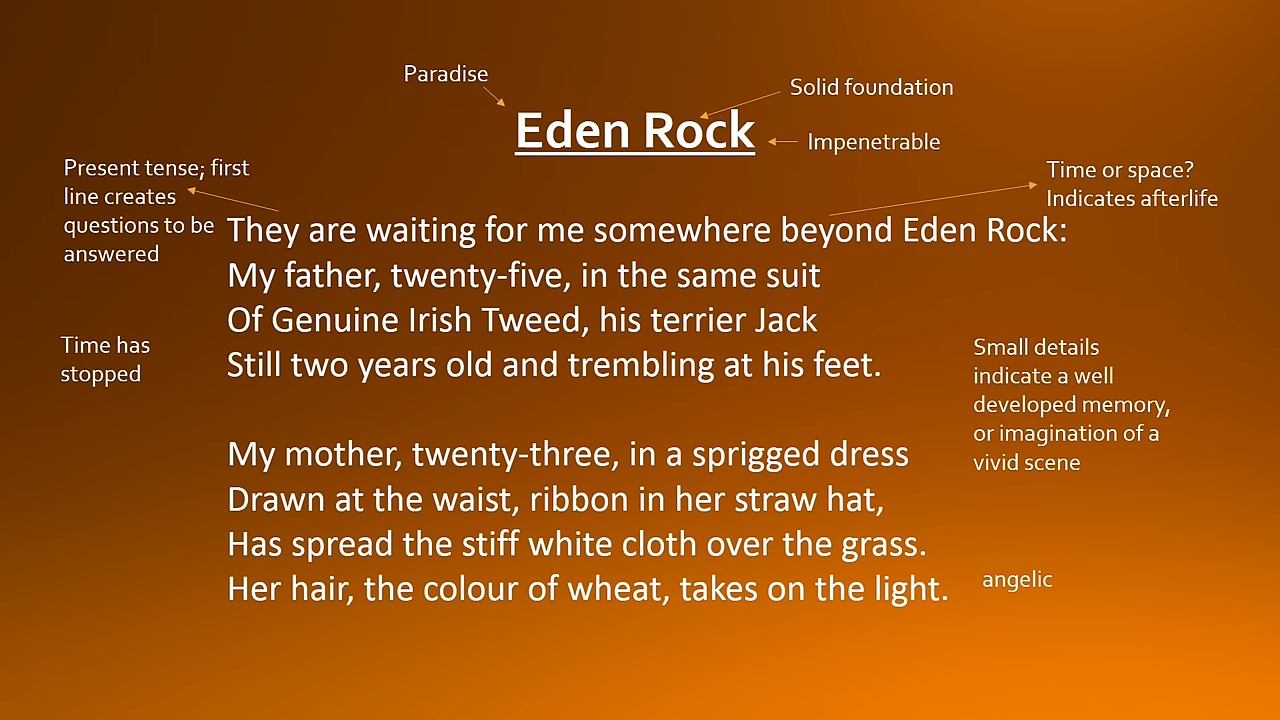 Paradise
Solid foundation
Eden Rock
Impenetrable
Present tense; first
line creates
questions to be
answered
Time or space?
Indicates afterlife
They are waiting for me somewhere beyond Eden Rock:
My father, twenty-five, in the same suit
Of Genuine Irish Tweed, his terrier Jack
Still two years old and trembling at his feet.
Time has
stopped
Small details
indicate a well
developed memory,
or imagination of a
vivid scene
My mother, twenty-three, in a sprigged dress
Drawn at the waist, ribbon in her straw hat,
Has spread the stiff white cloth over the grass.
Her hair, the colour of wheat, takes on the light.
angelic